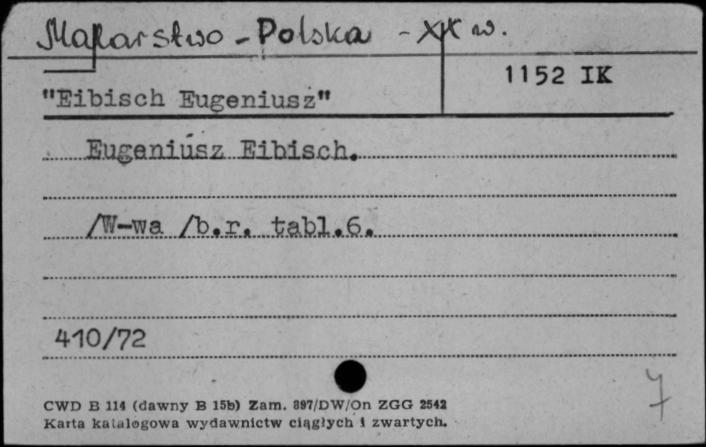 Malarstwo - Polska - XX w.
1152 IK
"Eibisch Eugeniusz"
Eugeniusz Eibisch.
/W-wa /b.r. tabl.6.
410/72
7
CWD B 114 (dawny B 15b) Zam. 897/DW/On ZGG 2542
Karta katalogowa wydawnictw ciągłych i zwartych.